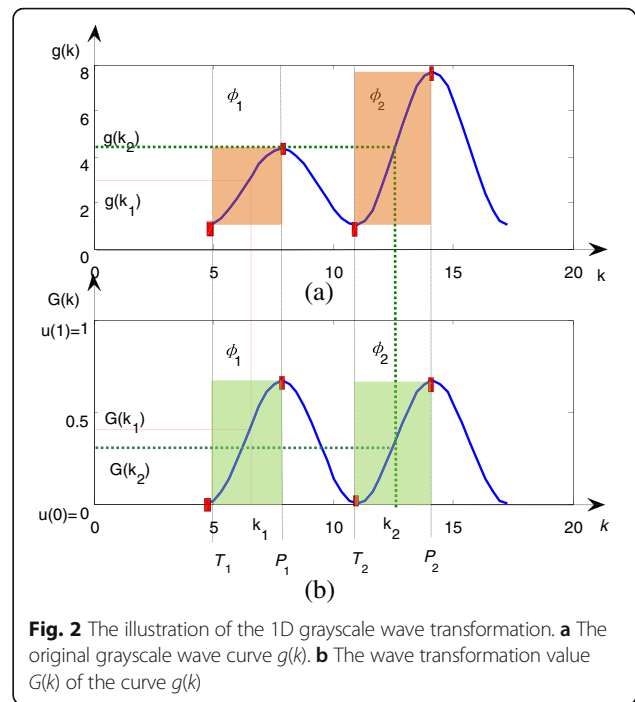 g(k)
8
ϕ1
ϕ2
6
g(k2)
4
g(k1)
2
0
0
5
10
15
20
k
(a)
G(k)
u(1)=1
ϕ1
ϕ2
0.5
G(k1)
G(k2)
u(0)=0
5
k1
10
k2
15
20
k
T1
P1
T2
P2
(b)
Fig. 2 The illustration of the 1D grayscale wave transformation. a The
original grayscale wave curve g(k). b The wave transformation value
G(k) of the curve g(k)